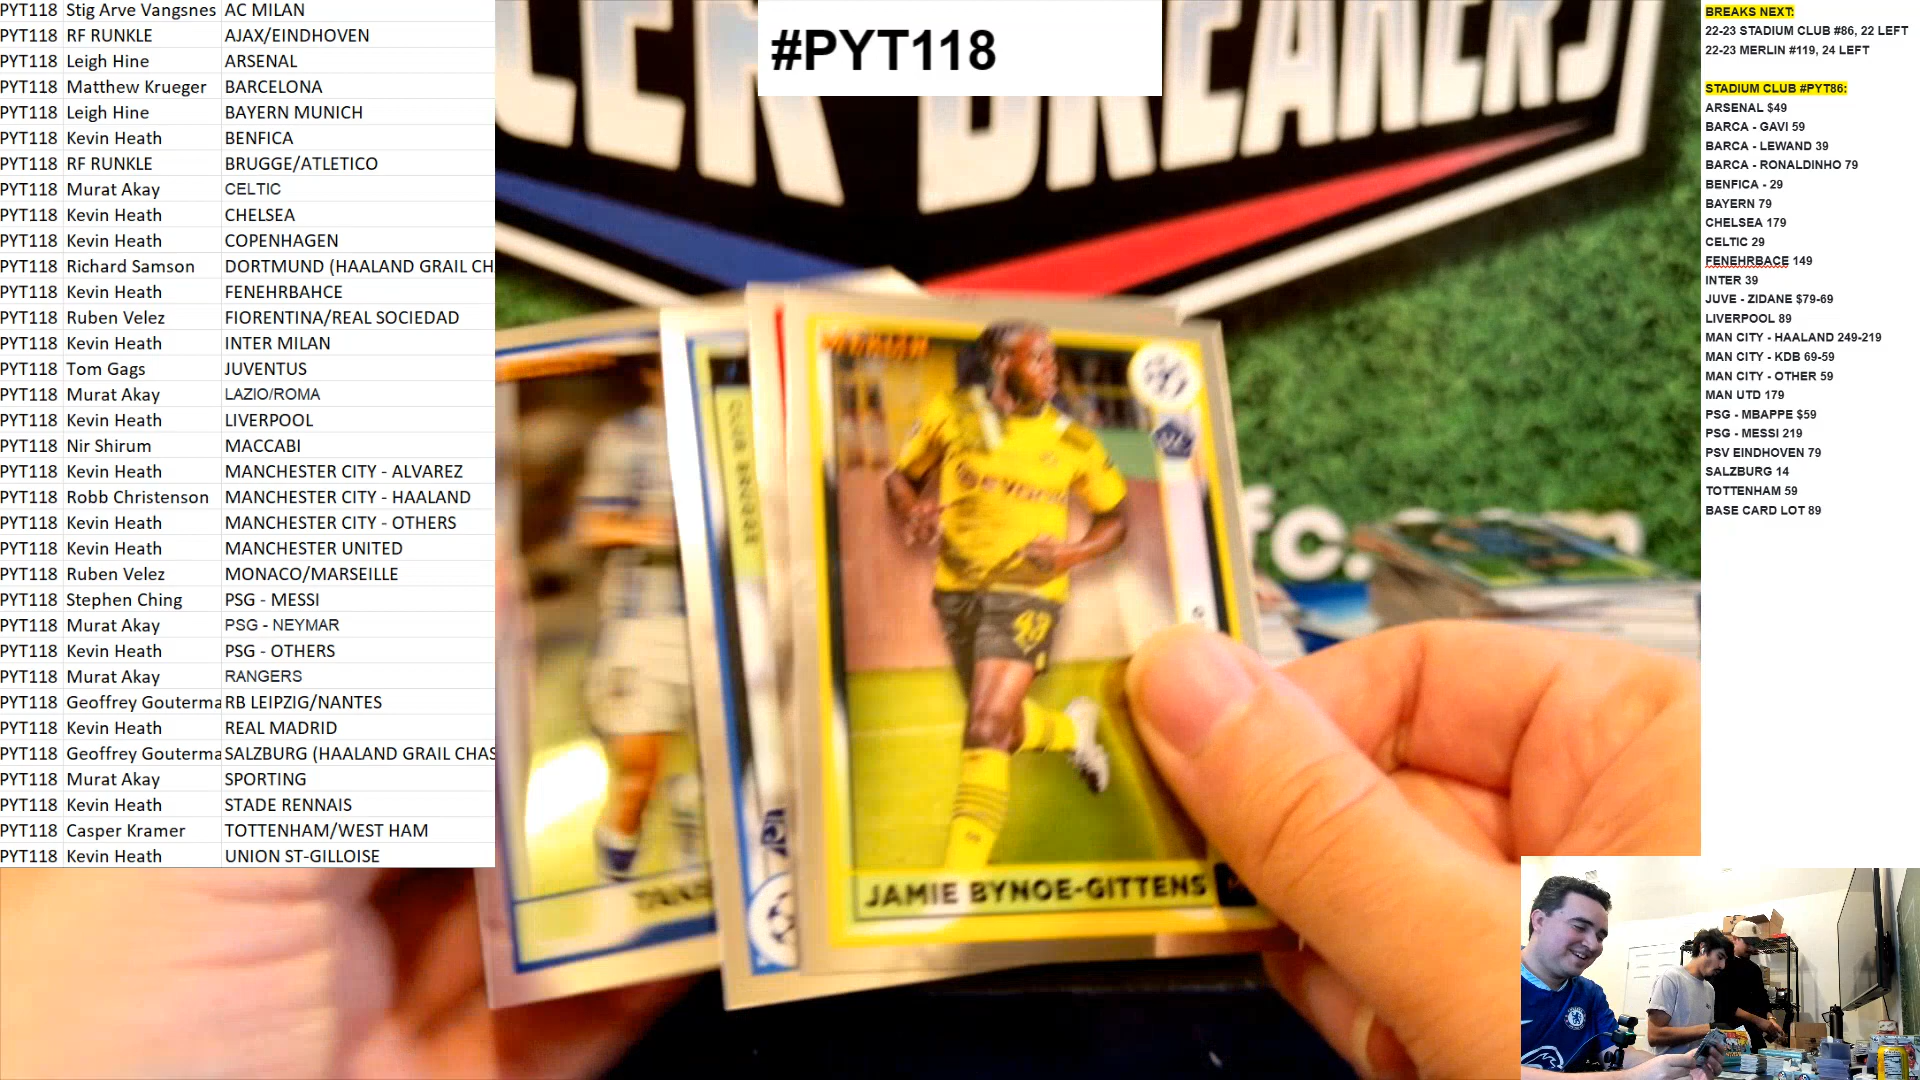 PYT118 Stig Arve Vangsnes AC MILAN
PYT118 RF RUNKLE AJAX/EINDHOVEN
PYT118 Leigh Hine ARSENAL
PYT118 Matthew Krueger BARCELONA
PYT118 Leigh Hine BAYERN MUNICH
PYT118 Kevin Heath BENFICA
PYT118 RF RUNKLE BRUGGE/ATLETICO
PYT118 Murat Akay CELTIC
PYT118 Kevin Heath CHELSEA
PYT118 Kevin Heath COPENHAGEN
PYT118 Richard Samson DORTMUND (HAALAND GRAIL CH
PYT118 Kevin Heath FENEHRBAHCE
PYT118 Ruben Velez FIORENTINA/REAL SOCIEDAD
PYT118 Kevin Heath INTER MILAN
PYT118 Tom Gags JUVENTUS
PYT118 Murat Akay LAZIO/ROMA
PYT118 Kevin Heath LIVERPOOL
PYT118 Nir Shirum MACCABI
PYT118 Kevin Heath MANCHESTER CITY - ALVAREZ
PYT118 Robb Christenson MANCHESTER CITY - HAALAND
PYT118 Kevin Heath MANCHESTER CITY - OTHERS
PYT118 Kevin Heath MANCHESTER UNITED
PYT118 Ruben Velez MONACO/MARSEILLE
PYT118 Stephen Ching PSG - MESSI
PYT118 Murat Akay PSG - NEYMAR
PYT118 Kevin Heath PSG - OTHERS
PYT118 Murat Akay RANGERS
PYT118 Geoffrey Gouterma RB LEIPZIG/NANTES
PYT118 Kevin Heath REAL MADRID
PYT118 Geoffrey Gouterma SALZBURG (HAALAND GRAIL CHAS
PYT118 Murat Akay SPORTING
PYT118 Kevin Heath STADE RENNAIS
PYT118 Casper Kramer TOTTENHAM/WEST HAM
PYT118 Kevin Heath UNION ST-GILLOISE
#PYT118
MERLIN
CLUB BRUGGE
43
JAMIE BYNOE-GITTENS
fc.
BREAKS NEXT:
22-23 STADIUM CLUB #86, 22 LEFT
22-23 MERLIN #119, 24 LEFT
STADIUM CLUB #PYT86:
ARSENAL $49
BARCA - GAVI 59
BARCA - LEWAND 39
BARCA - RONALDINHO 79
BENFICA - 29
BAYERN 79
CHELSEA 179
CELTIC 29
FENEHRBACE 149
INTER 39
JUVE - ZIDANE $79-69
LIVERPOOL 89
MAN CITY - HAALAND 249-219
MAN CITY - KDB 69-59
MAN CITY - OTHER 59
MAN UTD 179
PSG - MBAPPE $59
PSG - MESSI 219
PSV EINDHOVEN 79
SALZBURG 14
TOTTENHAM 59
BASE CARD LOT 89